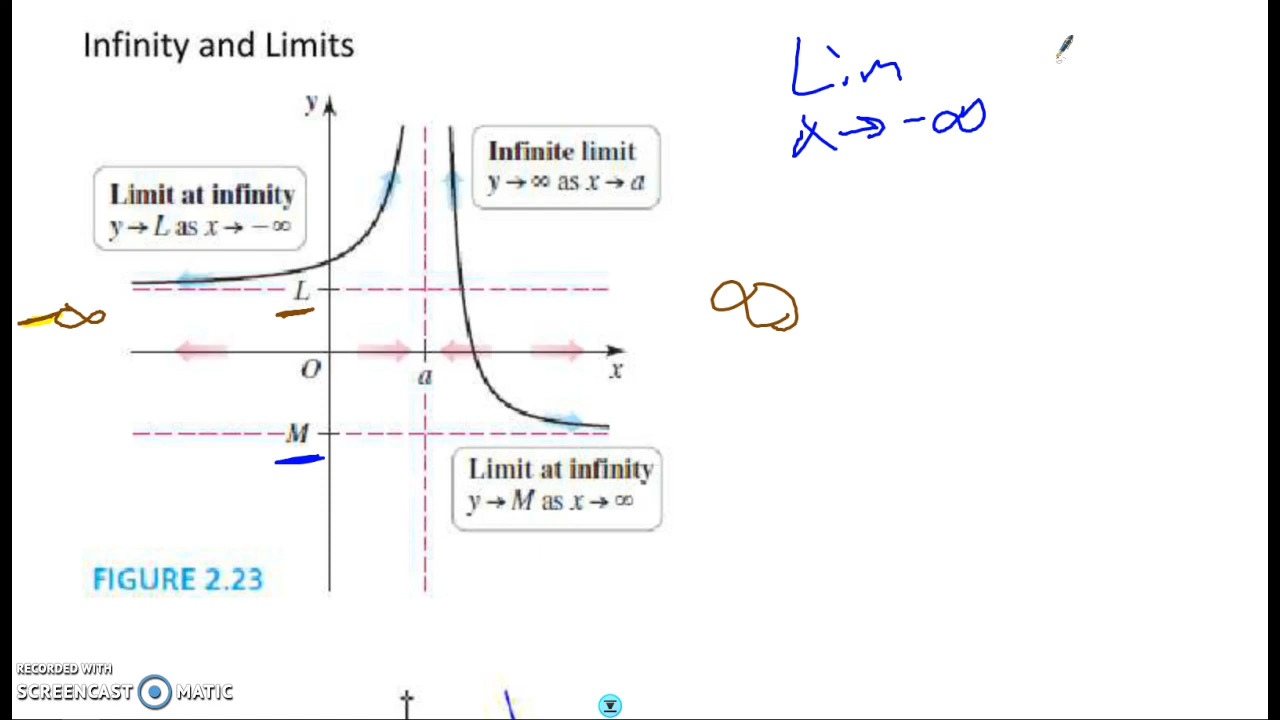 Infinity and Limits
Lim
x→-∞
y
Infinite limit
y→∞ as x→a
Limit at infinity
y→L as x→-∞
L
-∞
∞
O
a
x
M
Limit at infinity
y→M as x→∞
FIGURE 2.23
RECORDED WITH
SCREENCAST MATIC